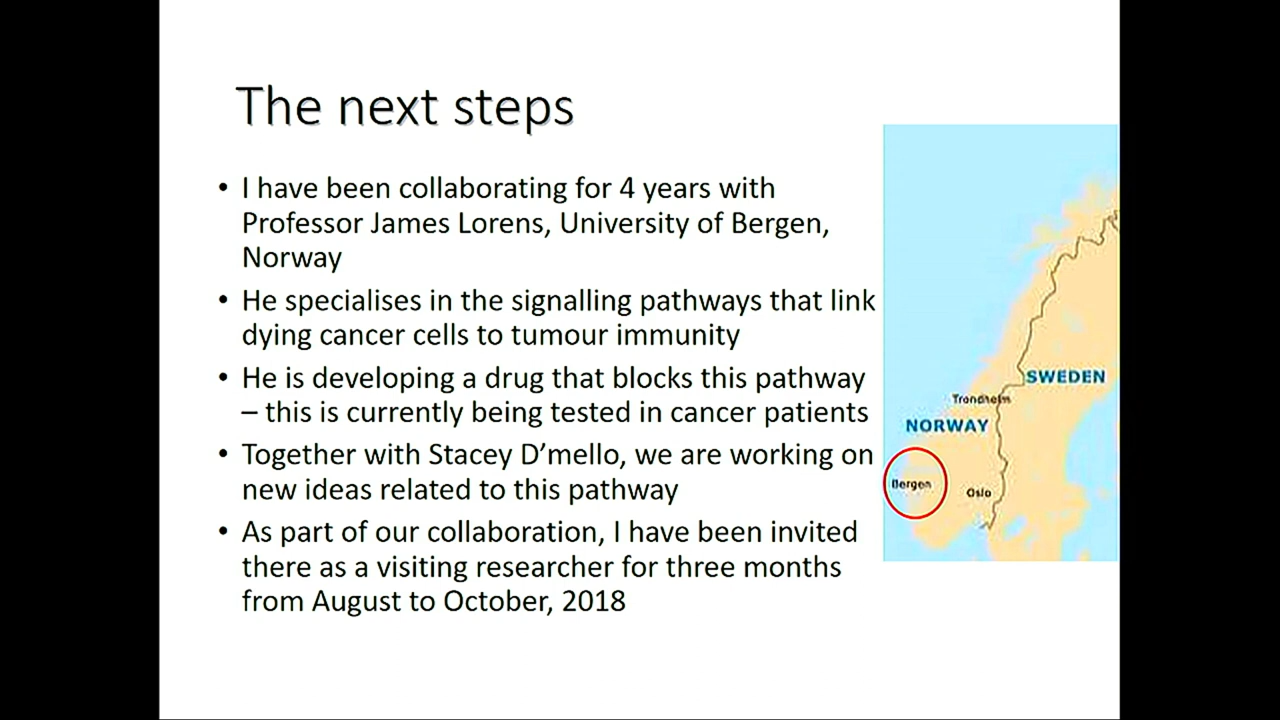 The next steps
• I have been collaborating for 4 years with
Professor James Lorens, University of Bergen,
Norway
• He specialises in the signalling pathways that link
dying cancer cells to tumour immunity
• He is developing a drug that blocks this pathway
– this is currently being tested in cancer patients
• Together with Stacey D’mello, we are working on
new ideas related to this pathway
• As part of our collaboration, I have been invited
there as a visiting researcher for three months
from August to October, 2018
SWEDEN
Trondheim
NORWAY
Bergen
Oslo